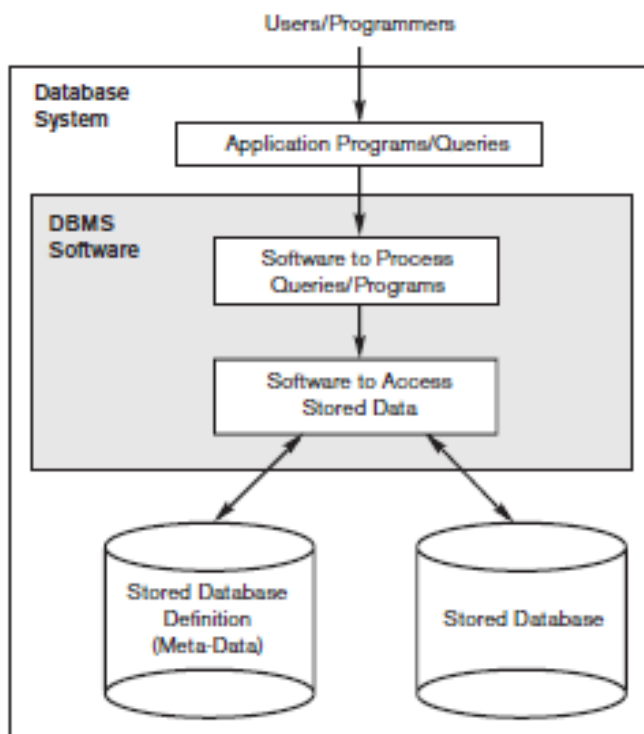 Users/Programmers
Database
System
Application Programs/Queries
DBMS
Software
Software to Process
Queries/Programs
Software to Access
Stored Data
Stored Database
Definition
(Meta-Data)
Stored Database